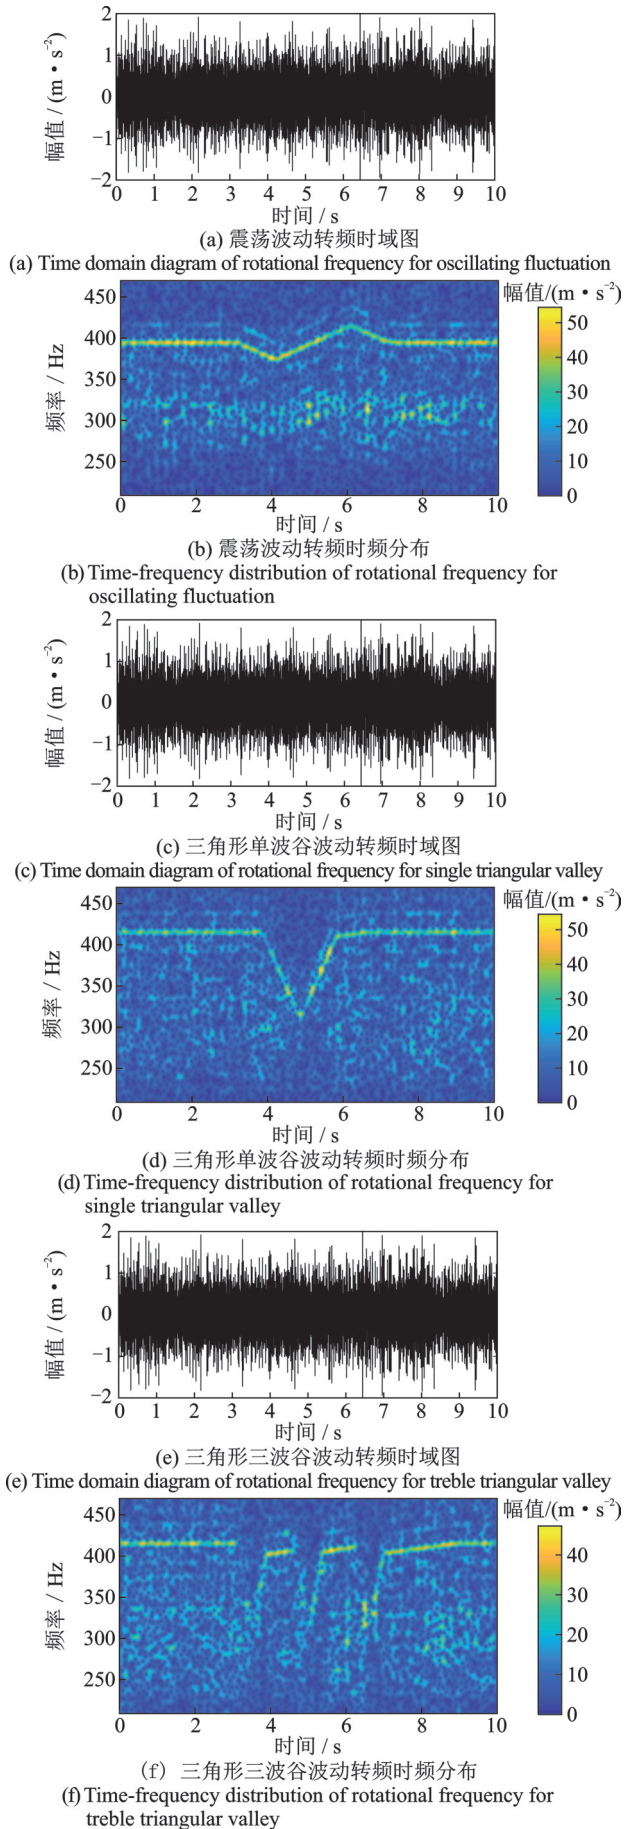 2
1
0
−1
−2
幅值 / (m • s⁻²)
0 1 2 3 4 5 6 7 8 9 10
时间 / s
(a) 震荡波动转频时域图
(a) Time domain diagram of rotational frequency for oscillating fluctuation
450
400
350
300
250
频率 / Hz
0 2 4 6 8 10
时间 / s
幅值/(m • s⁻²)
50
40
30
20
10
0
(b) 震荡波动转频时频分布
(b) Time-frequency distribution of rotational frequency for
oscillating fluctuation
2
1
0
−1
−2
幅值 / (m • s⁻²)
0 1 2 3 4 5 6 7 8 9 10
时间 / s
(c) 三角形单波谷波动转频时域图
(c) Time domain diagram of rotational frequency for single triangular valley
450
400
350
300
250
频率 / Hz
0 2 4 6 8 10
时间 / s
幅值/(m • s⁻²)
50
40
30
20
10
0
(d) 三角形单波谷波动转频时频分布
(d) Time-frequency distribution of rotational frequency for
single triangular valley
2
1
0
−1
−2
幅值 / (m • s⁻²)
0 1 2 3 4 5 6 7 8 9 10
时间 / s
(e) 三角形三波谷波动转频时域图
(e) Time domain diagram of rotational frequency for treble triangular valley
450
400
350
300
250
频率 / Hz
0 2 4 6 8 10
时间 / s
幅值/(m • s⁻²)
40
30
20
10
0
(f) 三角形三波谷波动转频时频分布
(f) Time-frequency distribution of rotational frequency for
treble triangular valley